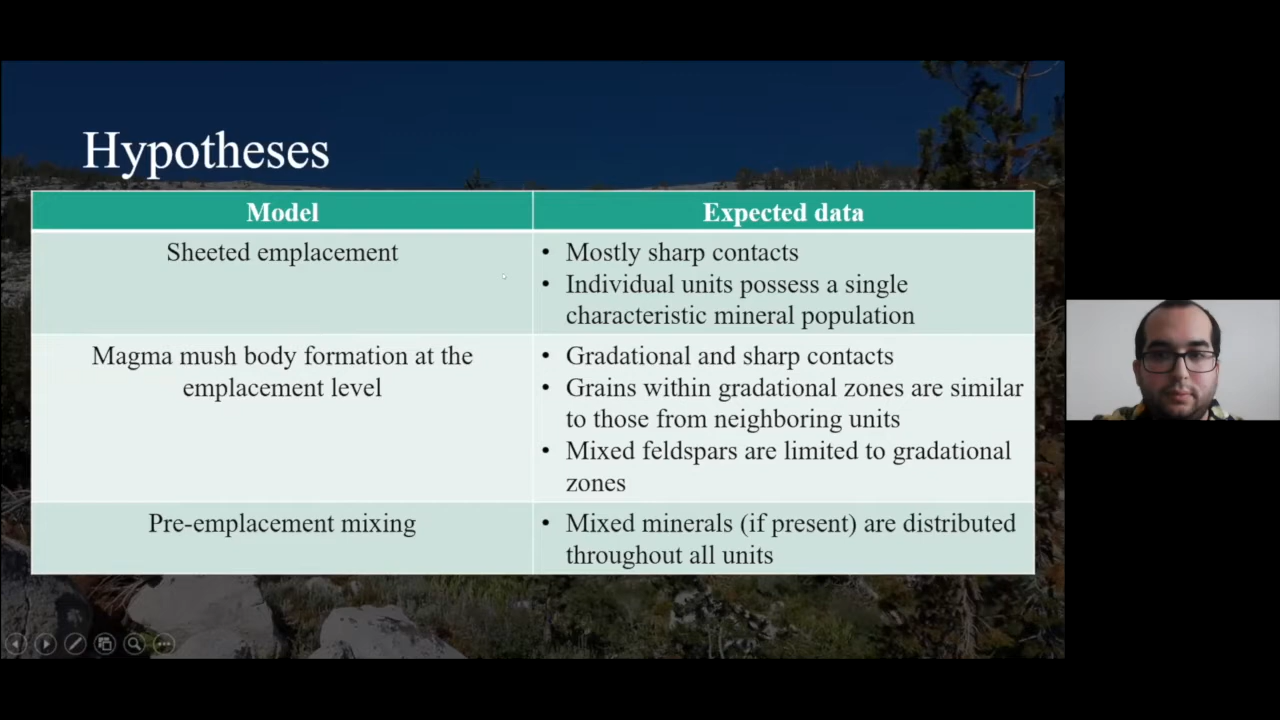 Hypotheses
Model
Expected data
Sheeted emplacement
• Mostly sharp contacts
• Individual units possess a single
characteristic mineral population
Magma mush body formation at the
emplacement level
• Gradational and sharp contacts
• Grains within gradational zones are similar
to those from neighboring units
• Mixed feldspars are limited to gradational
zones
Pre-emplacement mixing
• Mixed minerals (if present) are distributed
throughout all units